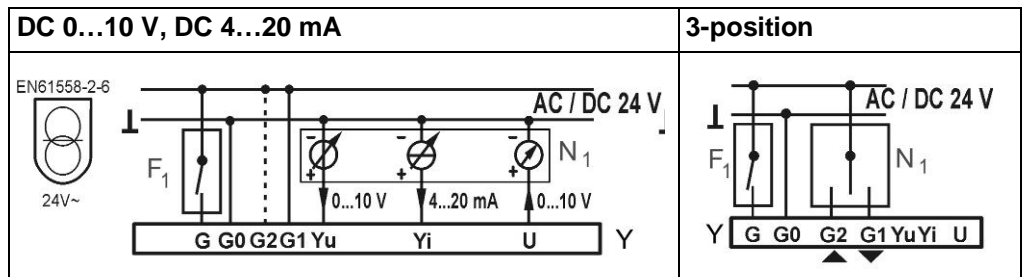 DC 0…10 V, DC 4…20 mA
3-position
EN61558-2-6
24V~
AC / DC 24 V
F1
N1
0...10 V
4...20 mA
0...10 V
G G0 G2 G1 Yu Yi U
Y
AC / DC 24 V
F1
N1
Y
G G0 G2 G1 Yu Yi U